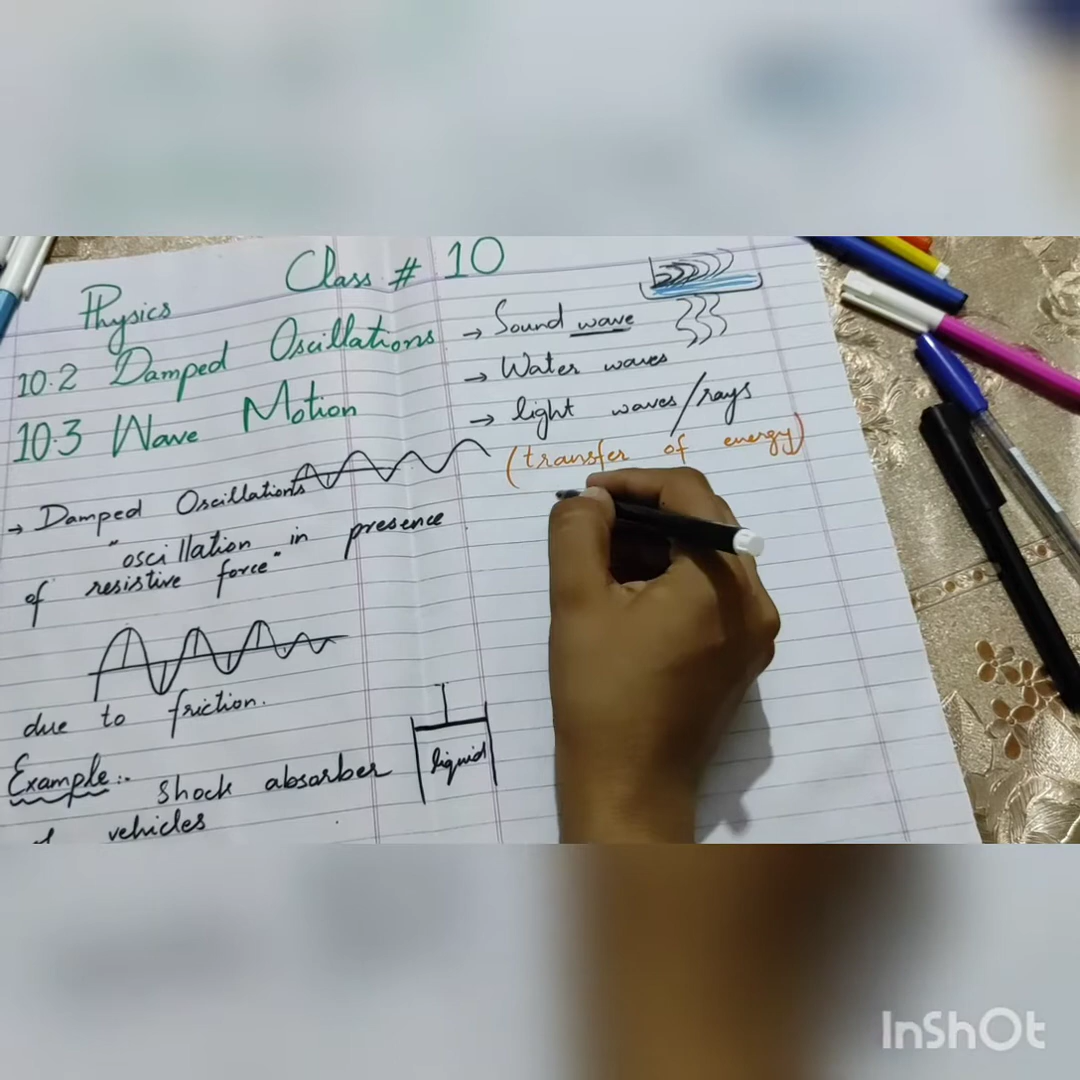 Class # 10
Physics
10.2 Damped Oscillations
10.3 Wave Motion
→ Damped Oscillations
"oscillation in presence
of resistive force"
due to friction.
Example:-
Shock absorber
of vehicles
liquid
→ Sound wave
→ Water waves
→ light waves/rays
(transfer of energy)
InShOt